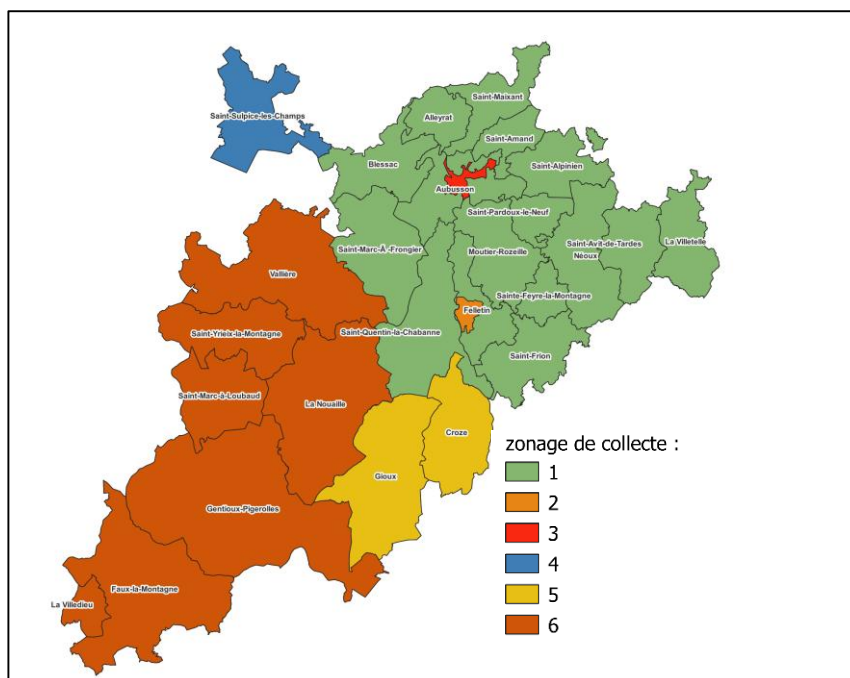 Saint-Maixant
Saint-Sulpice-les-Champs
Alleyrat
Saint-Amand
Blessac
Saint-Alpinien
Aubusson
Saint-Pardoux-le-Neuf
Saint-Marc-À-Frongier
Moutier-Rozeille
Saint-Avit-de-Tardes
La Villetelle
Néoux
Vallière
Sainte-Feyre-la-Montagne
Felletin
Saint-Yrieix-la-Montagne
Saint-Quentin-la-Chabanne
Saint-Frion
Saint-Marc-à-Loubaud
La Nouaille
Croze
zonage de collecte :
1
2
3
4
5
6
Gioux
Gentioux-Pigerolles
Faux-la-Montagne
La Villedieu